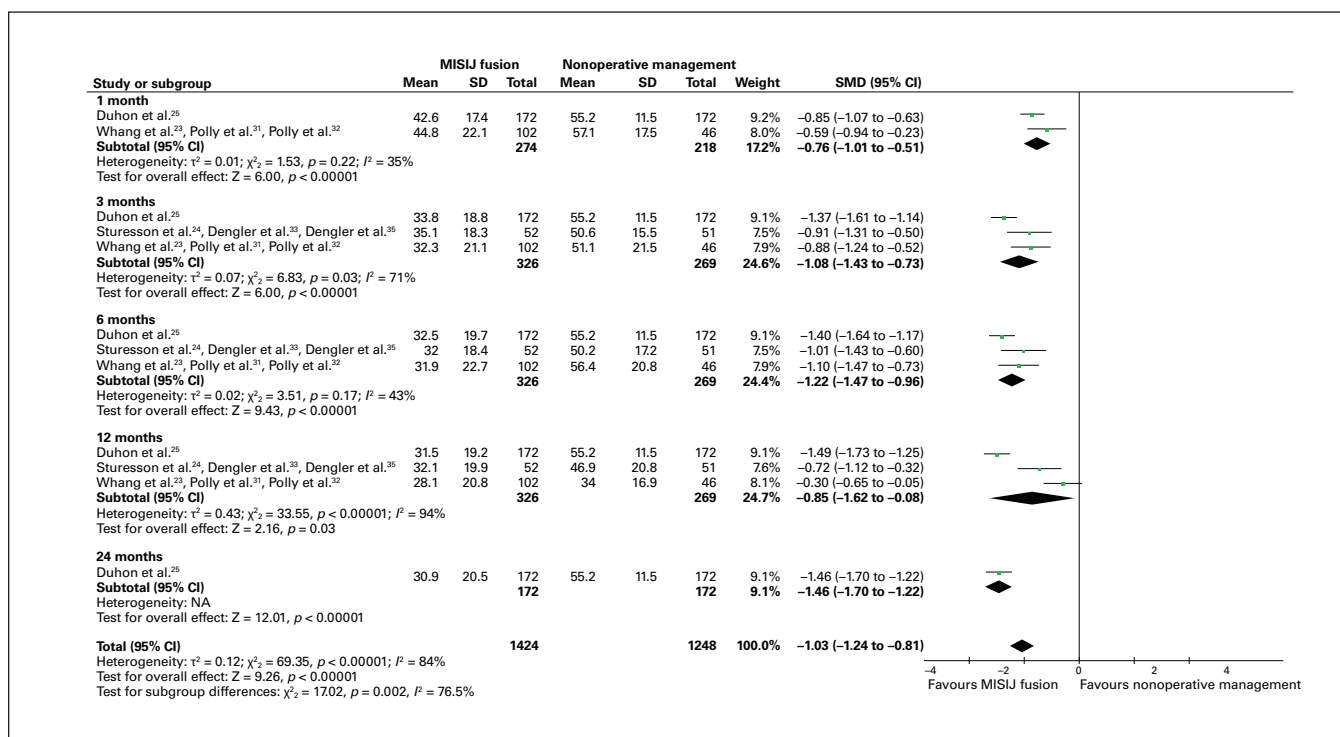 MISIJ fusion Nonoperative management
Study or subgroup Mean SD Total Mean SD Total Weight SMD (95% CI)
1 month
Duhon et al.²⁵ 42.6 17.4 172 55.2 11.5 172 9.2% −0.85 (−1.07 to −0.63)
Whang et al.²³, Polly et al.³¹, Polly et al.³² 44.8 22.1 102 57.1 17.5 46 8.0% −0.59 (−0.94 to −0.23)
Subtotal (95% CI) 274 218 17.2% −0.76 (−1.01 to −0.51)
Heterogeneity: τ² = 0.01; χ²₂ = 1.53, p = 0.22; I² = 35%
Test for overall effect: Z = 6.00, p < 0.00001
3 months
Duhon et al.²⁵ 33.8 18.8 172 55.2 11.5 172 9.1% −1.37 (−1.61 to −1.14)
Sturesson et al.²⁴, Dengler et al.³³, Dengler et al.³⁵ 35.1 18.3 52 50.6 15.5 51 7.5% −0.91 (−1.31 to −0.50)
Whang et al.²³, Polly et al.³¹, Polly et al.³² 32.3 21.1 102 51.1 21.5 46 7.9% −0.88 (−1.24 to −0.52)
Subtotal (95% CI) 326 269 24.6% −1.08 (−1.43 to −0.73)
Heterogeneity: τ² = 0.07; χ²₂ = 6.83, p = 0.03; I² = 71%
Test for overall effect: Z = 6.00, p < 0.00001
6 months
Duhon et al.²⁵ 32.5 19.7 172 55.2 11.5 172 9.1% −1.40 (−1.64 to −1.17)
Sturesson et al.²⁴, Dengler et al.³³, Dengler et al.³⁵ 32 18.4 52 50.2 17.2 51 7.5% −1.01 (−1.43 to −0.60)
Whang et al.²³, Polly et al.³¹, Polly et al.³² 31.9 22.7 102 56.4 20.8 46 7.9% −1.10 (−1.47 to −0.73)
Subtotal (95% CI) 326 269 24.4% −1.22 (−1.47 to −0.96)
Heterogeneity: τ² = 0.02; χ²₂ = 3.51, p = 0.17; I² = 43%
Test for overall effect: Z = 9.43, p < 0.00001
12 months
Duhon et al.²⁵ 31.5 19.2 172 55.2 11.5 172 9.1% −1.49 (−1.73 to −1.25)
Sturesson et al.²⁴, Dengler et al.³³, Dengler et al.³⁵ 32.1 19.9 52 46.9 20.8 51 7.6% −0.72 (−1.12 to −0.32)
Whang et al.²³, Polly et al.³¹, Polly et al.³² 28.1 20.8 102 34 16.9 46 8.1% −0.30 (−0.65 to −0.05)
Subtotal (95% CI) 326 269 24.7% −0.85 (−1.62 to −0.08)
Heterogeneity: τ² = 0.43; χ²₂ = 33.55, p < 0.00001; I² = 94%
Test for overall effect: Z = 2.16, p = 0.03
24 months
Duhon et al.²⁵ 30.9 20.5 172 55.2 11.5 172 9.1% −1.46 (−1.70 to −1.22)
Subtotal (95% CI) 172 172 9.1% −1.46 (−1.70 to −1.22)
Heterogeneity: NA
Test for overall effect: Z = 12.01, p < 0.00001
Total (95% CI) 1424 1248 100.0% −1.03 (−1.24 to −0.81)
Heterogeneity: τ² = 0.12; χ²₂ = 69.35, p < 0.00001; I² = 84%
Test for overall effect: Z = 9.26, p < 0.00001
Test for subgroup differences: χ²₂ = 17.02, p = 0.002, I² = 76.5%
−4 −2 0 2 4
Favours MISIJ fusion Favours nonoperative management